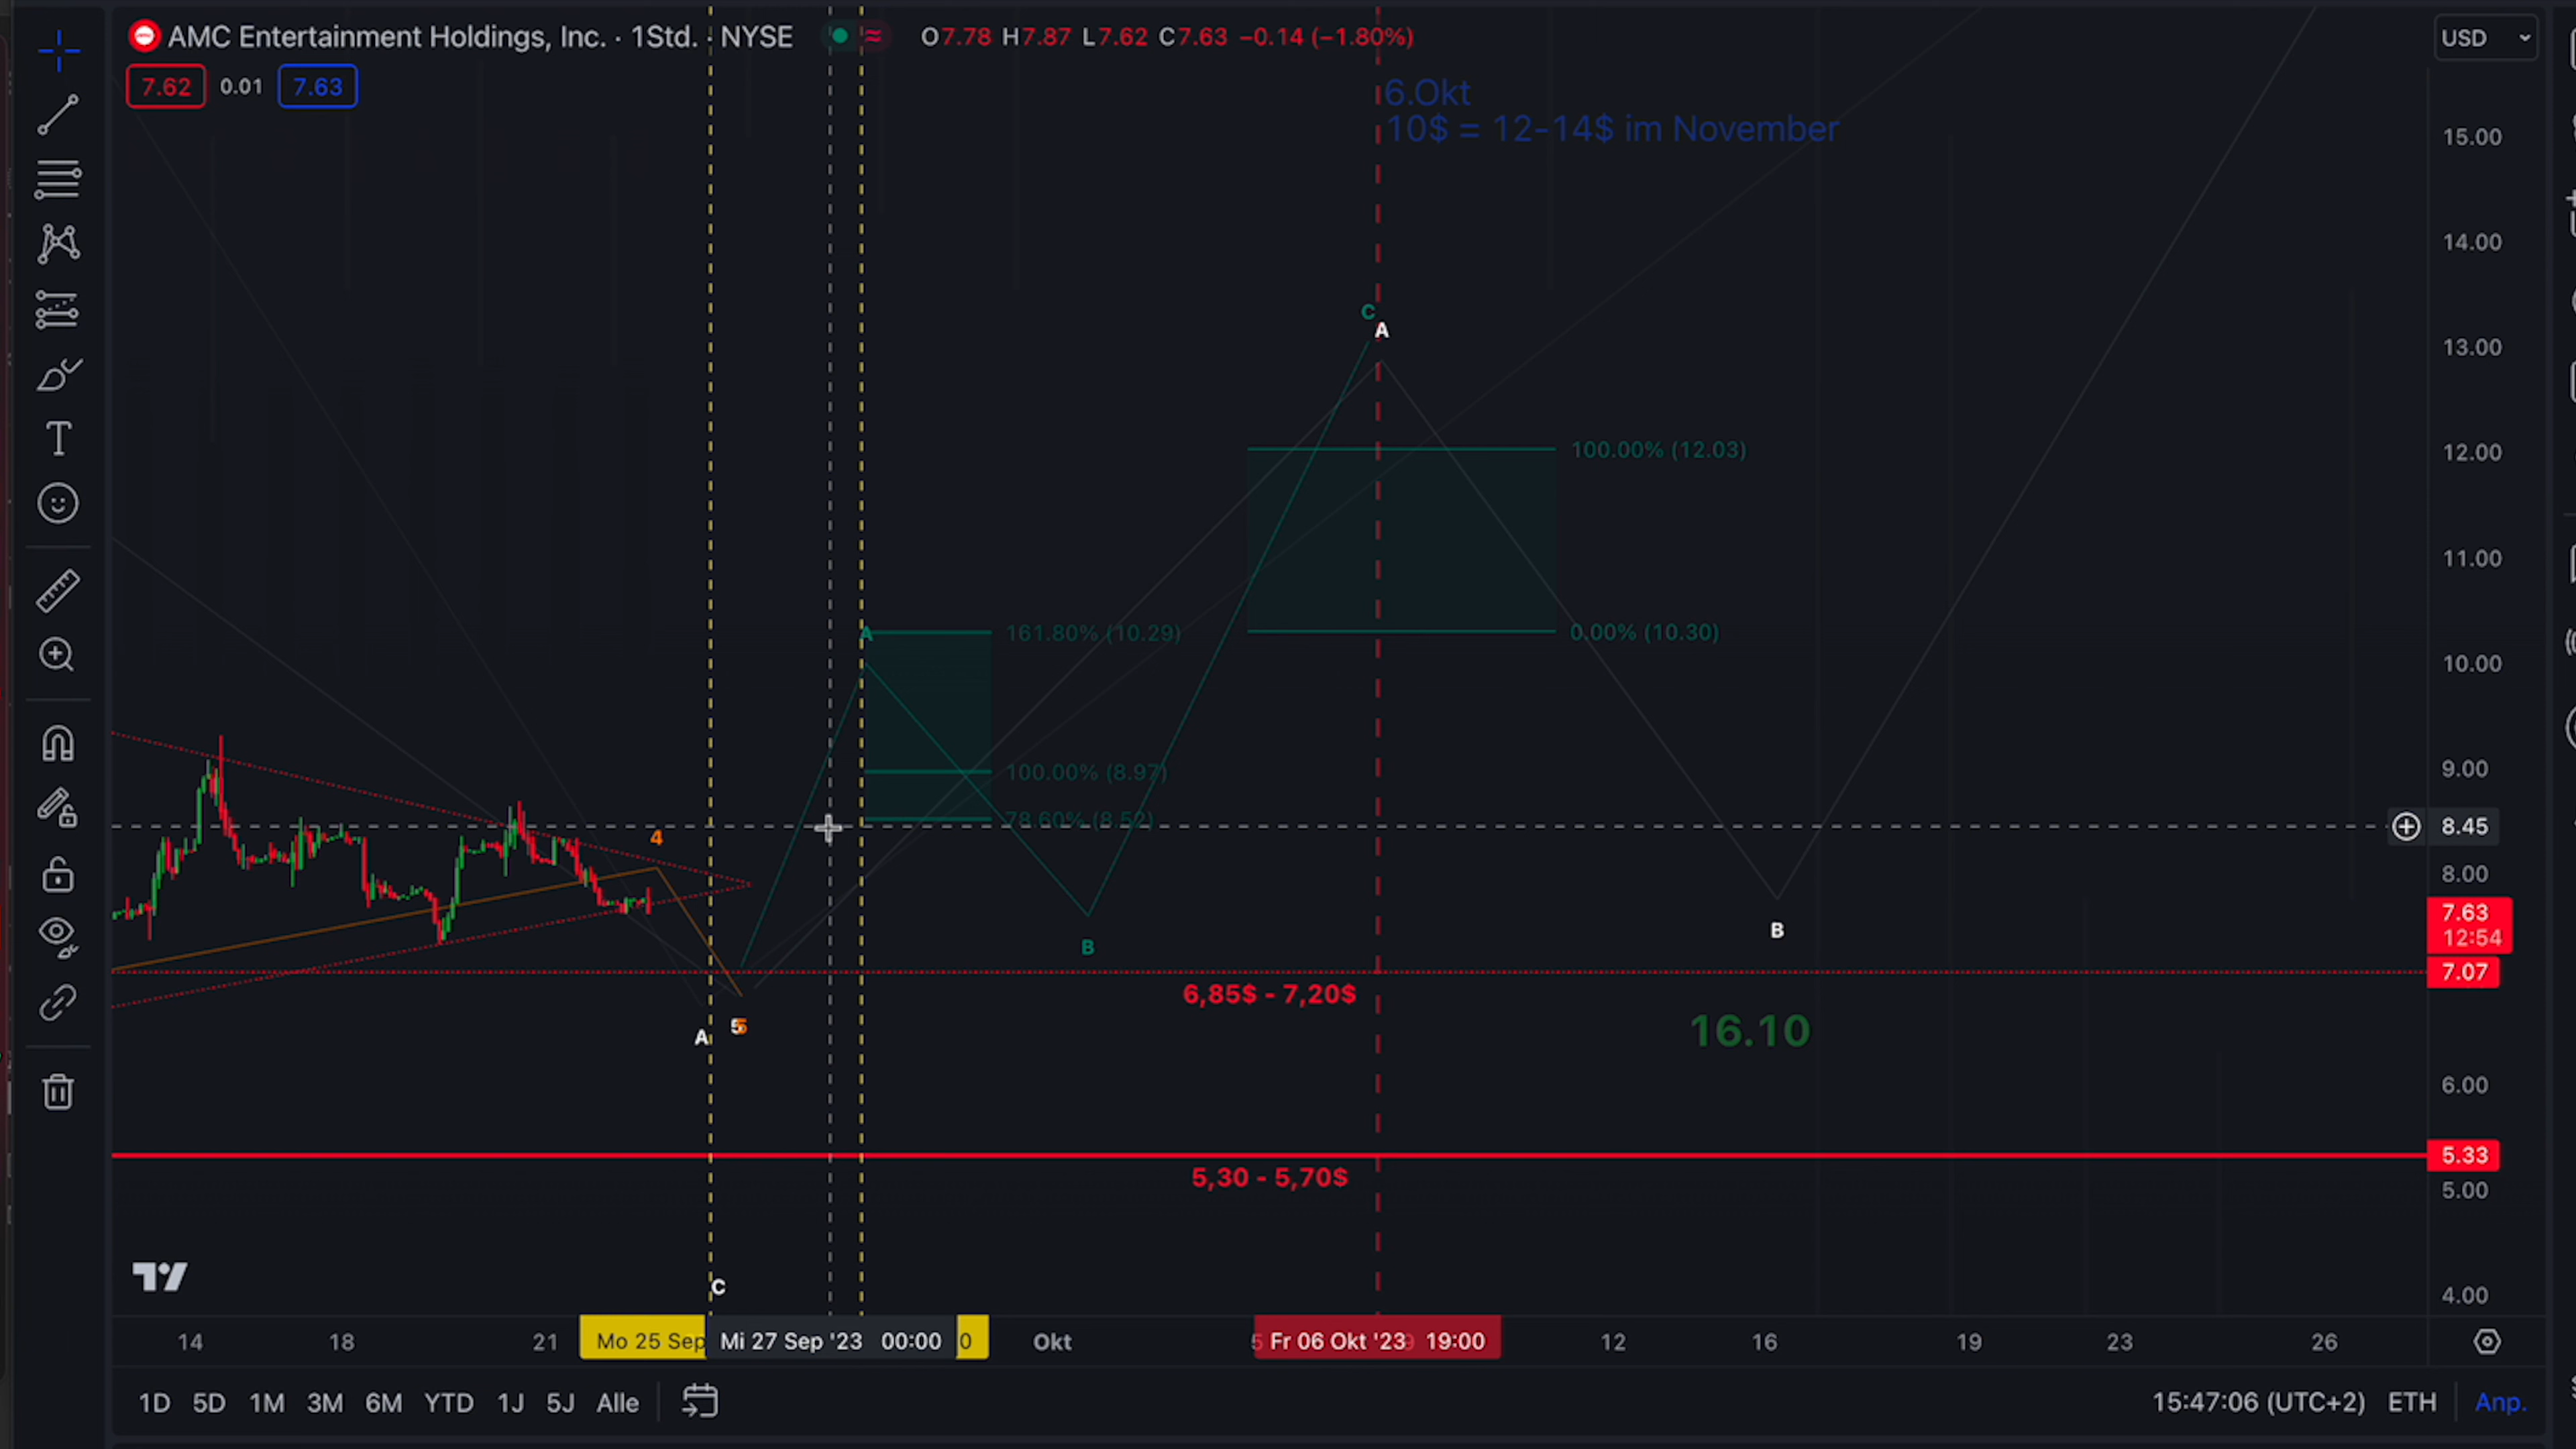 AMC Entertainment Holdings, Inc. · 1Std. · NYSE
O7.78 H7.87 L7.62 C7.63 −0.14 (−1.80%)
USD
7.62 0.01 7.63
6.Okt
10$ = 12-14$ im November
15.00
14.00
C
A
13.00
100.00% (12.03)
12.00
11.00
A
161.80% (10.29)
0.00% (10.30)
10.00
100.00% (8.97)
9.00
78.60% (8.52)
8.45
4
8.00
7.63
12:54
B
B
7.07
6,85$ - 7,20$
A
5
16.10
6.00
5.33
5,30 - 5,70$
5.00
C
4.00
14 18 21 Mo 25 Sep Mi 27 Sep '23 00:00 0 Okt 5 Fr 06 Okt '23 19:00 12 16 19 23 26
1D 5D 1M 3M 6M YTD 1J 5J Alle
15:47:06 (UTC+2) ETH Anp.